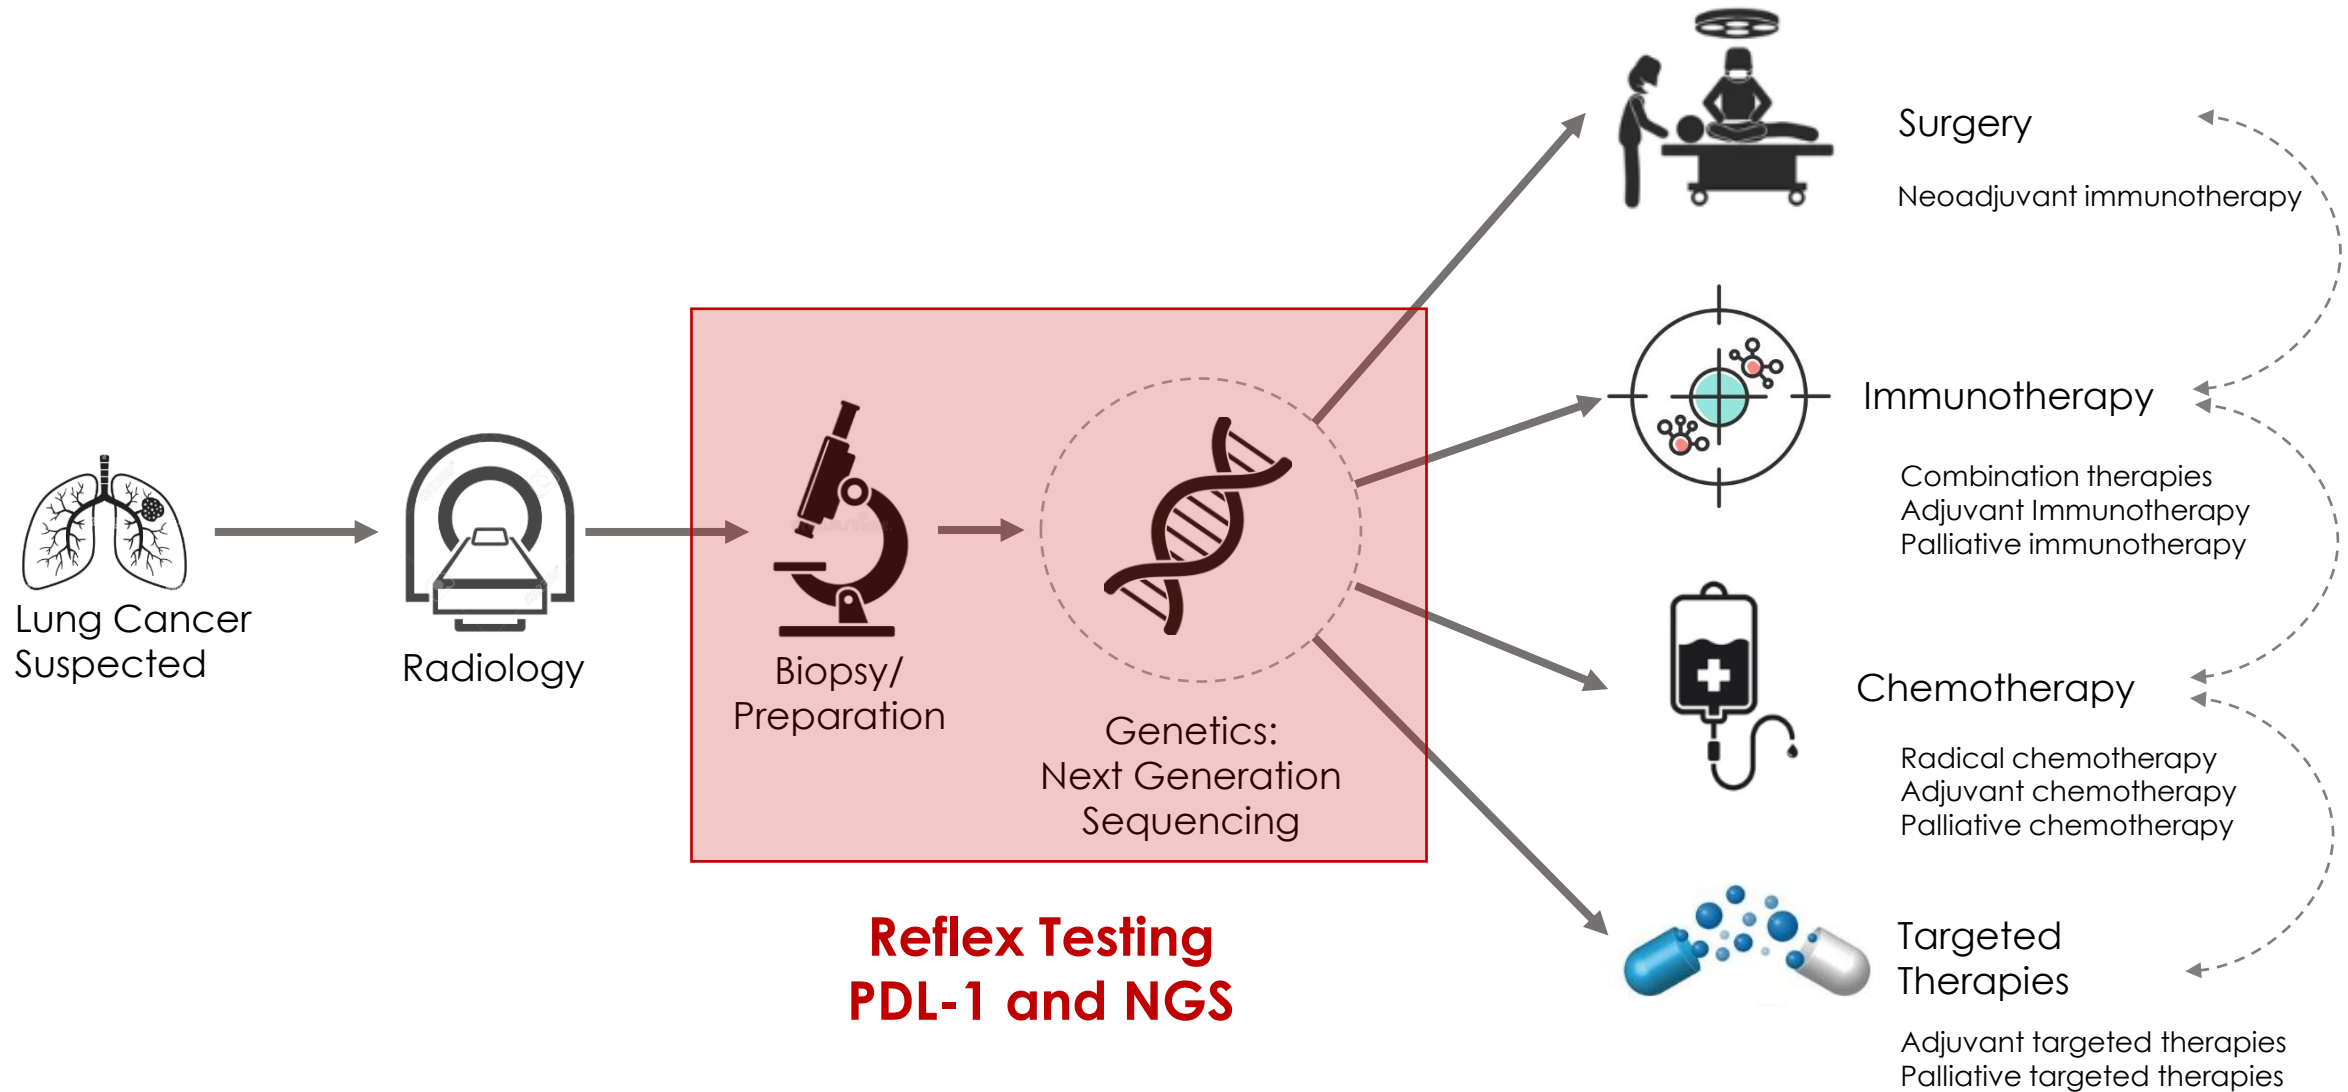 Lung Cancer
Suspected
Radiology
Biopsy/
Preparation
Genetics:
Next Generation
Sequencing
Reflex Testing
PDL-1 and NGS
Surgery
Neoadjuvant immunotherapy
Immunotherapy
Combination therapies
Adjuvant Immunotherapy
Palliative immunotherapy
Chemotherapy
Radical chemotherapy
Adjuvant chemotherapy
Palliative chemotherapy
Targeted
Therapies
Adjuvant targeted therapies
Palliative targeted therapies